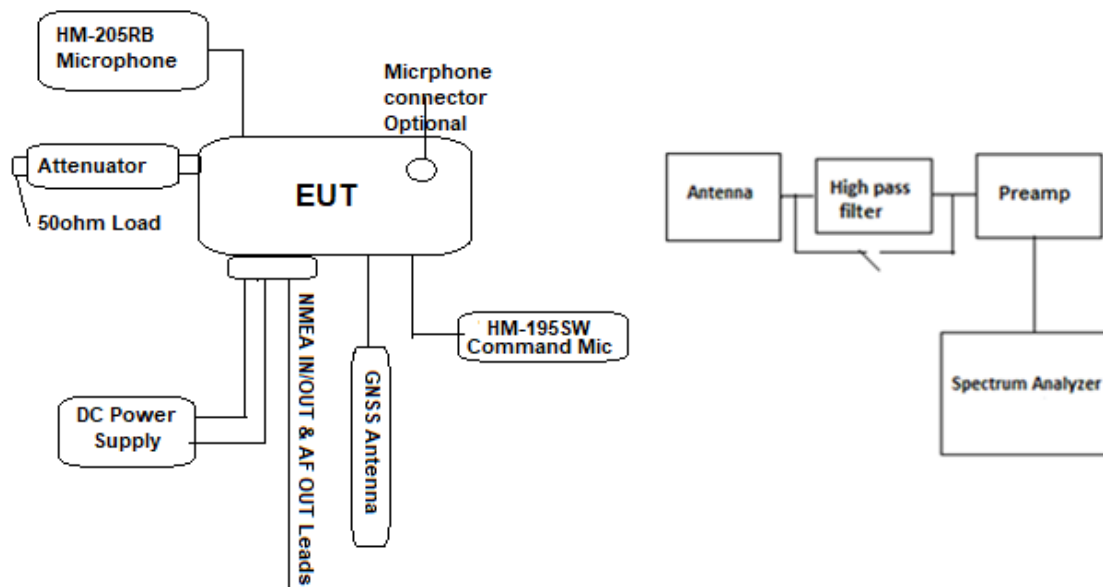 HM-205RB
Microphone
Micrphone
connector
Optional
Attenuator
EUT
50ohm Load
NMEA IN/OUT & AF OUT Leads
GNSS Antenna
HM-195SW
Command Mic
DC Power
Supply
Antenna
High pass
filter
Preamp
Spectrum Analyzer